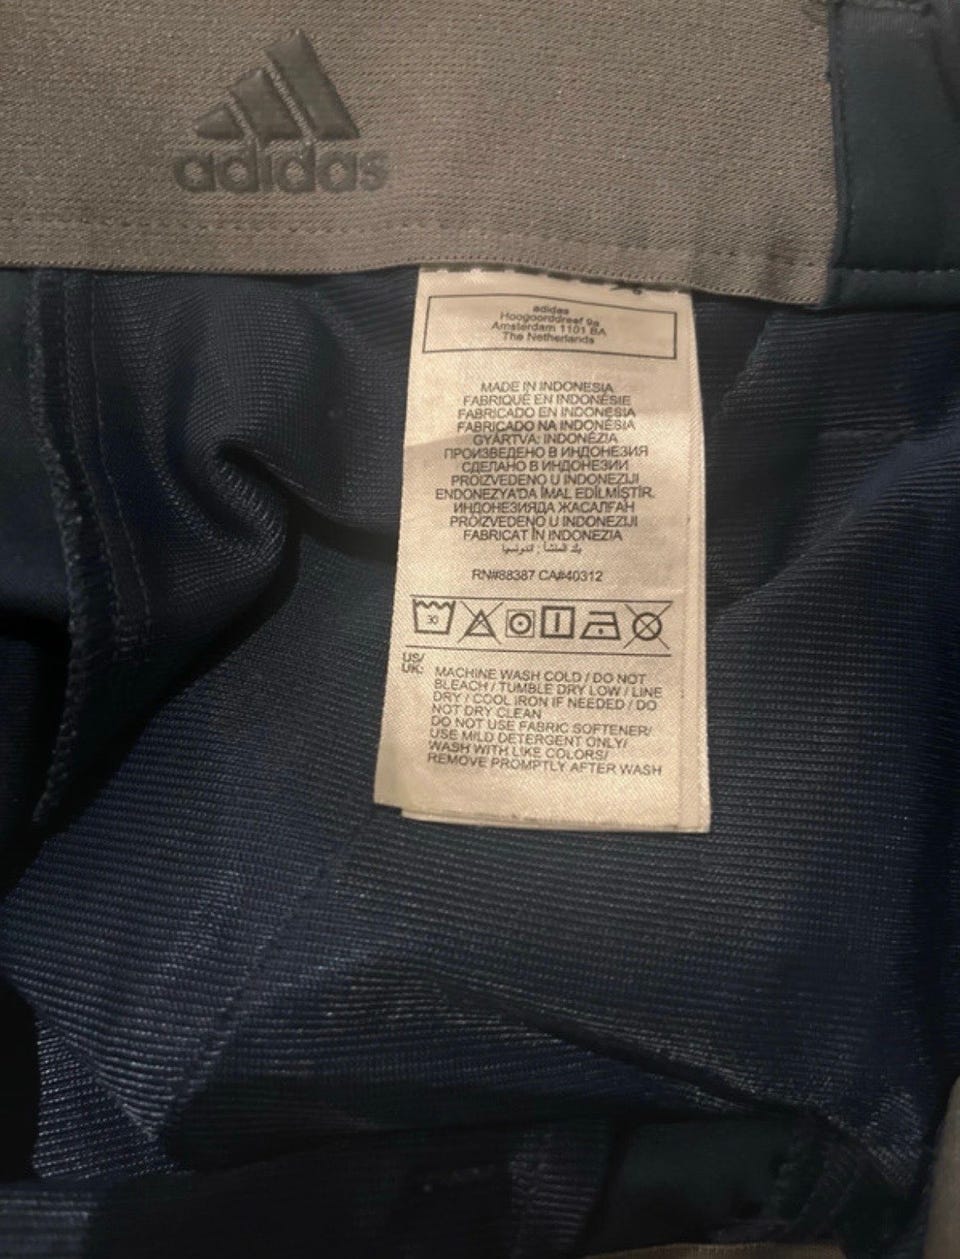 adidas
adidas
Hoogoorddreef 9a
Amsterdam 1101 BA
The Netherlands
MADE IN INDONESIA
FABRIQUÉ EN INDONÉSIE
FABRICADO EN INDONESIA
FABRICADO NA INDONÉSIA
GYÁRTVA: INDONÉZIA
ПРОИЗВЕДЕНО В ИНДОНЕЗИЯ
СДЕЛАНО В ИНДОНЕЗИИ
PROIZVEDENO U INDONEZIJI
ENDONEZYA'DA İMAL EDİLMİŞTİR.
ИНДОНЕЗИЯДА ЖАСАЛҒАН
PROIZVEDENO U INDONEZIJI
FABRICAT ÎN INDONEZIA
بلد المنشأ : اندونيسيا
RN#88387 CA#40312
30
US/
UK:
MACHINE WASH COLD / DO NOT
BLEACH / TUMBLE DRY LOW / LINE
DRY / COOL IRON IF NEEDED / DO
NOT DRY CLEAN
DO NOT USE FABRIC SOFTENER/
USE MILD DETERGENT ONLY/
WASH WITH LIKE COLORS/
REMOVE PROMPTLY AFTER WASH